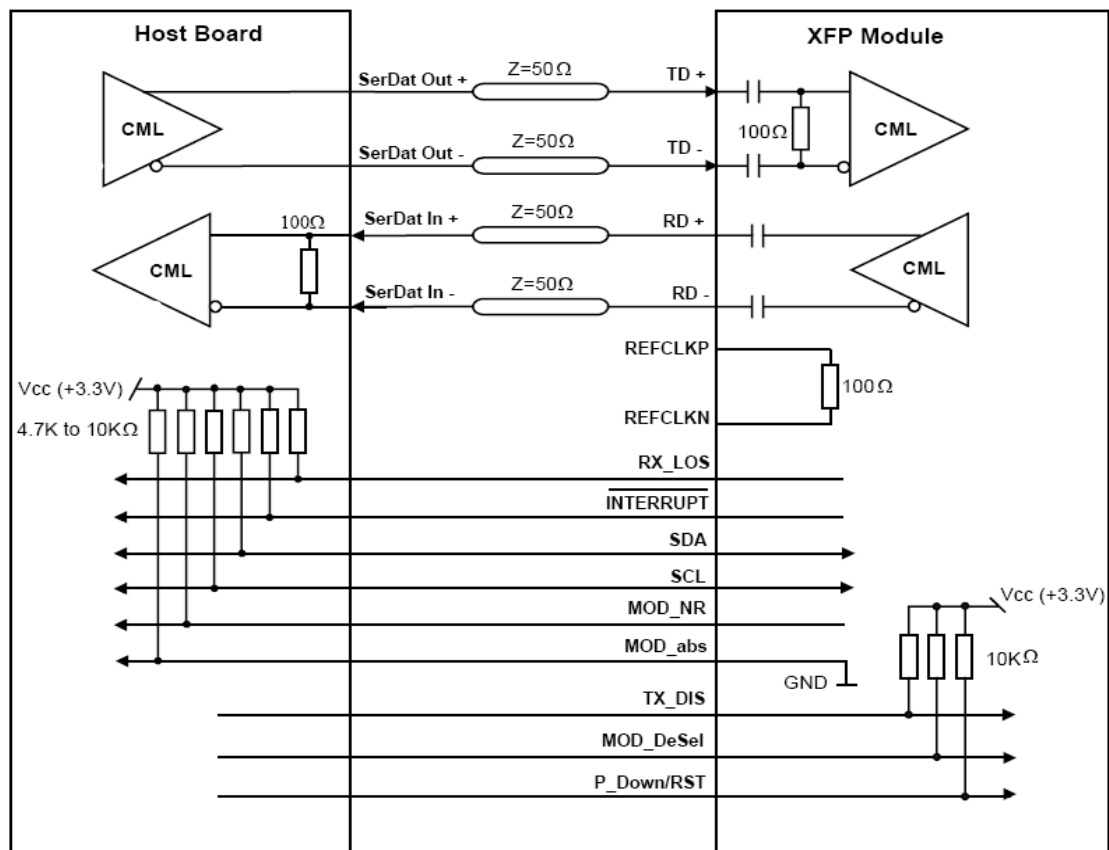 Host Board
XFP Module
SerDat Out +
Z=50Ω
TD +
CML
100Ω
CML
SerDat Out -
Z=50Ω
TD -
100Ω
SerDat In +
Z=50Ω
RD +
CML
CML
SerDat In -
Z=50Ω
RD -
REFCLKP
100Ω
REFCLKN
Vcc (+3.3V)
4.7K to 10KΩ
RX_LOS
INTERRUPT
SDA
SCL
Vcc (+3.3V)
MOD_NR
MOD_abs
10KΩ
GND
TX_DIS
MOD_DeSel
P_Down/RST